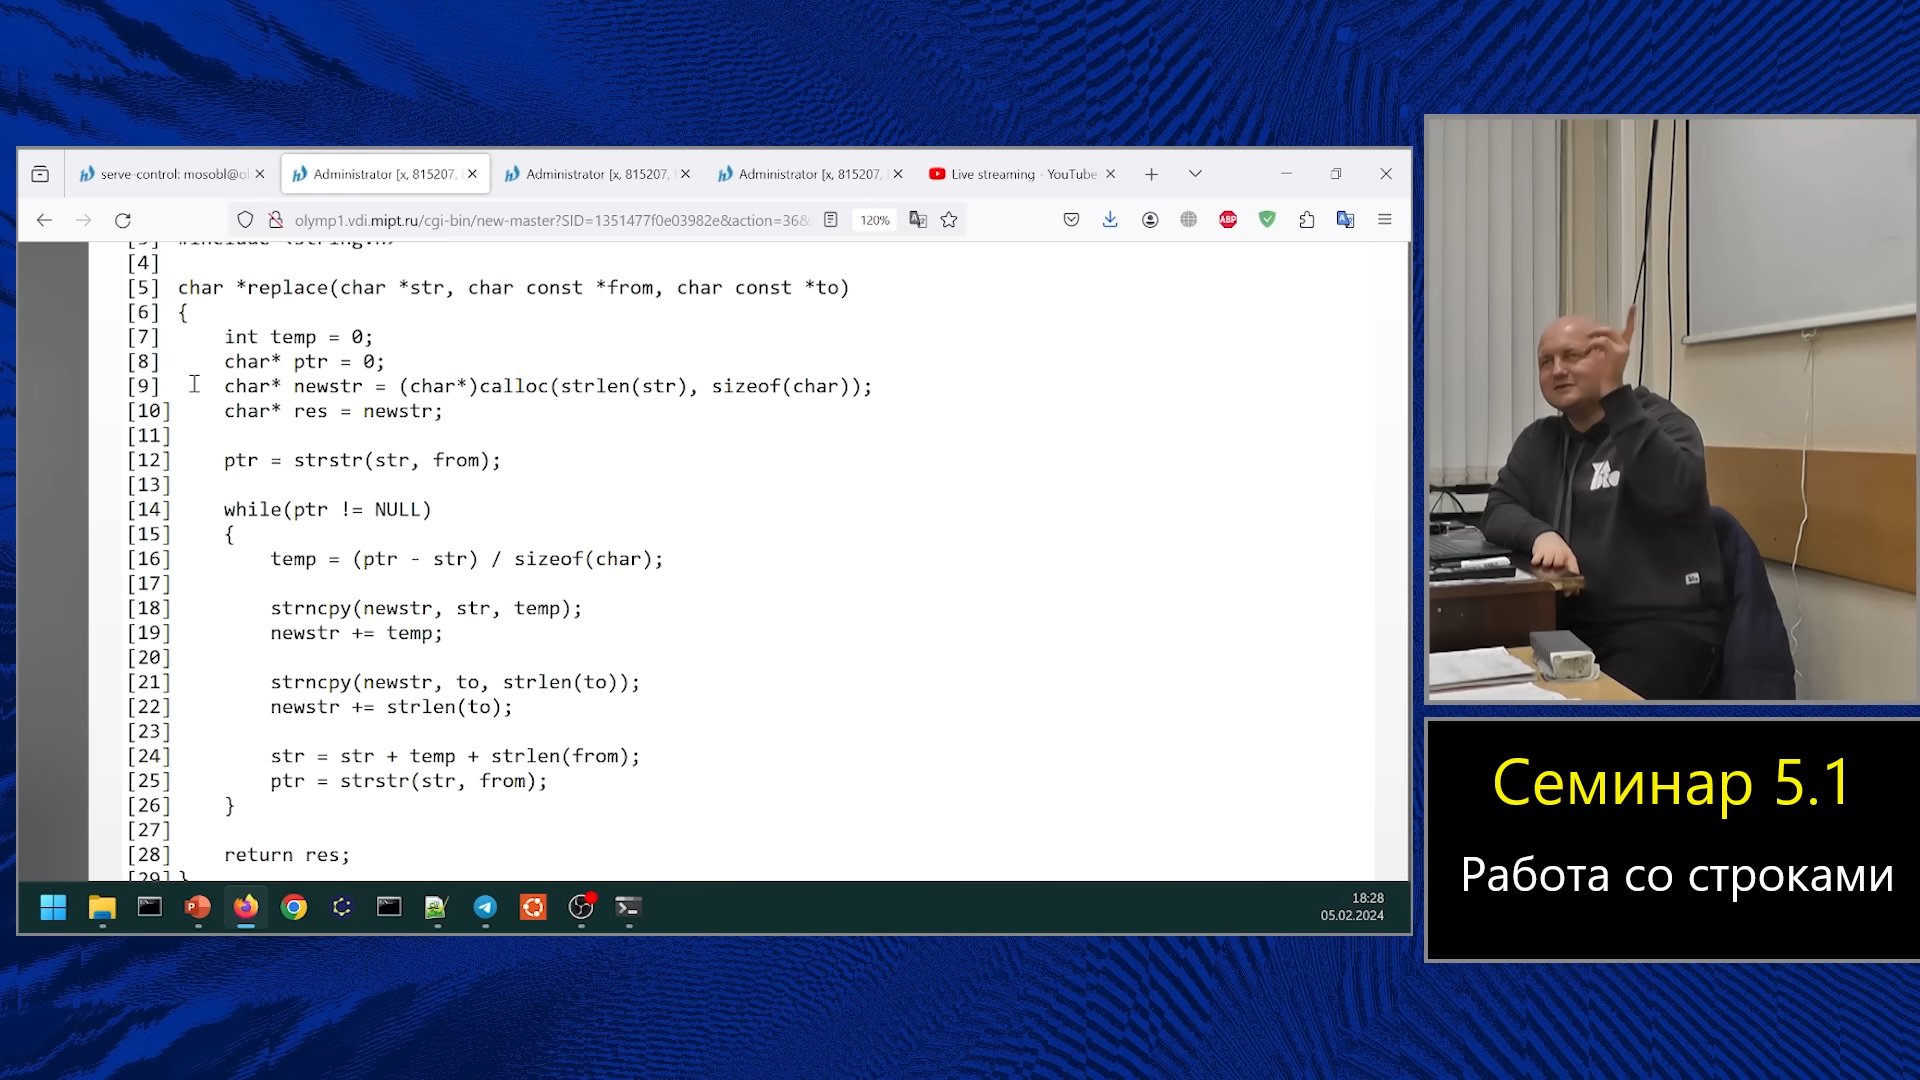 serve-control: mosobl@ol
Administrator [x, 815207,
Administrator [x, 815207,
Administrator [x, 815207,
Live streaming - YouTube
olymp1.vdi.mipt.ru/cgi-bin/new-master?SID=1351477f0e03982e&action=36&
120%
ABP
[3] #include <string.h>
[4]
[5] char *replace(char *str, char const *from, char const *to)
[6] {
[7] int temp = 0;
[8] char* ptr = 0;
[9] char* newstr = (char*)calloc(strlen(str), sizeof(char));
[10] char* res = newstr;
[11]
[12] ptr = strstr(str, from);
[13]
[14] while(ptr != NULL)
[15] {
[16] temp = (ptr - str) / sizeof(char);
[17]
[18] strncpy(newstr, str, temp);
[19] newstr += temp;
[20]
[21] strncpy(newstr, to, strlen(to));
[22] newstr += strlen(to);
[23]
[24] str = str + temp + strlen(from);
[25] ptr = strstr(str, from);
[26] }
[27]
[28] return res;
[29] }
18:28
05.02.2024
Семинар 5.1
Работа со строками